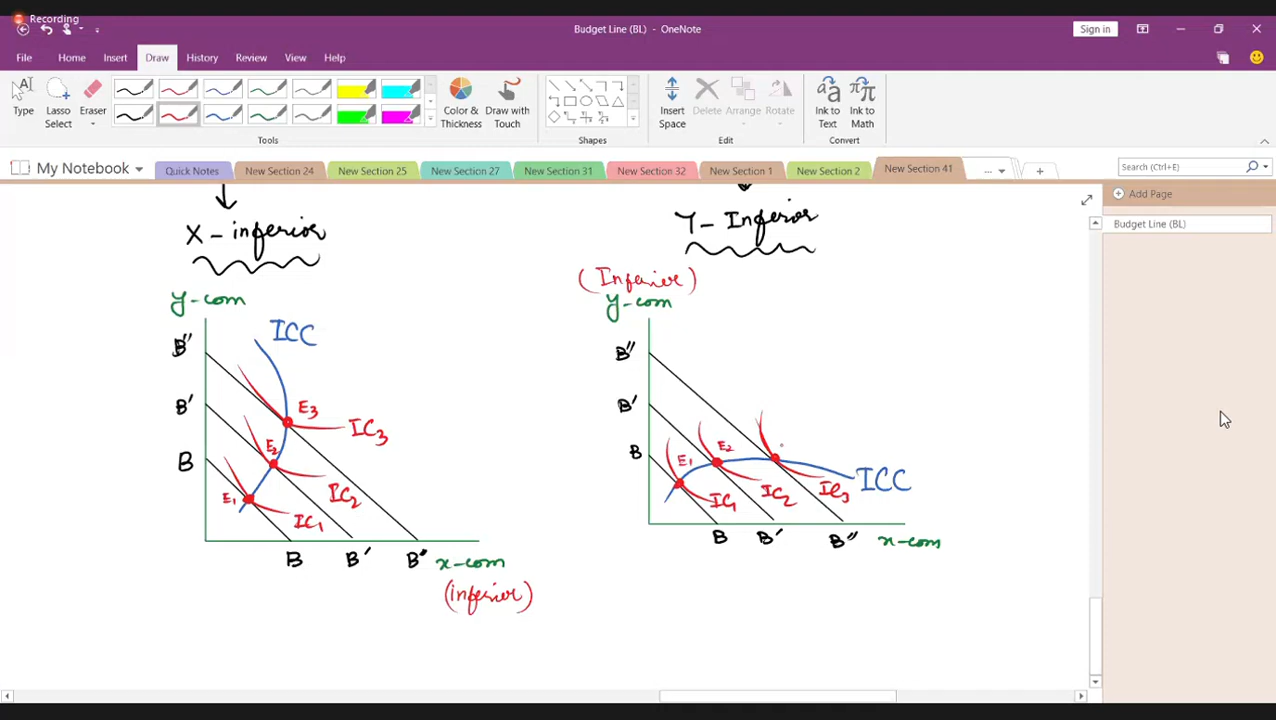 Recording
Budget Line (BL) - OneNote
Sign in
File Home Insert Draw History Review View Help
Type
Lasso Select
Eraser
Color & Thickness
Draw with Touch
Insert Space
Delete
Arrange
Rotate
Ink to Text
Ink to Math
Tools
Shapes
Edit
Convert
My Notebook
Quick Notes
New Section 24
New Section 25
New Section 27
New Section 31
New Section 32
New Section 1
New Section 2
New Section 41
...
Search (Ctrl+E)
Add Page
Budget Line (BL)
X - inferior
y-com
ICC
B"
B'
B
E3
IC3
E2
IC2
E1
IC1
B
B'
B"
x-com
(inferior)
Y - Inferior
(Inferior)
y-com
B"
B'
B
E1
E2
IC1
IC2
IC3
ICC
B
B'
B"
x-com